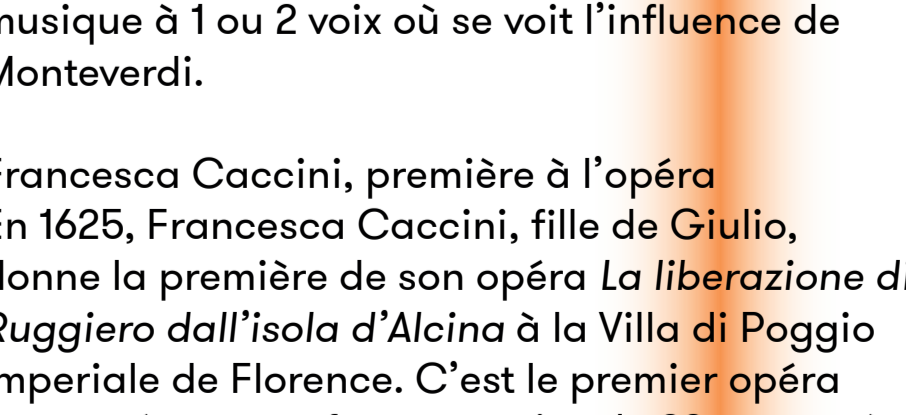 musique à 1 ou 2 voix où se voit l’influence de
Monteverdi.
Francesca Caccini, première à l’opéra
En 1625, Francesca Caccini, fille de Giulio,
donne la première de son opéra La liberazione di
Ruggiero dall’isola d’Alcina à la Villa di Poggio
Imperiale de Florence. C’est le premier opéra